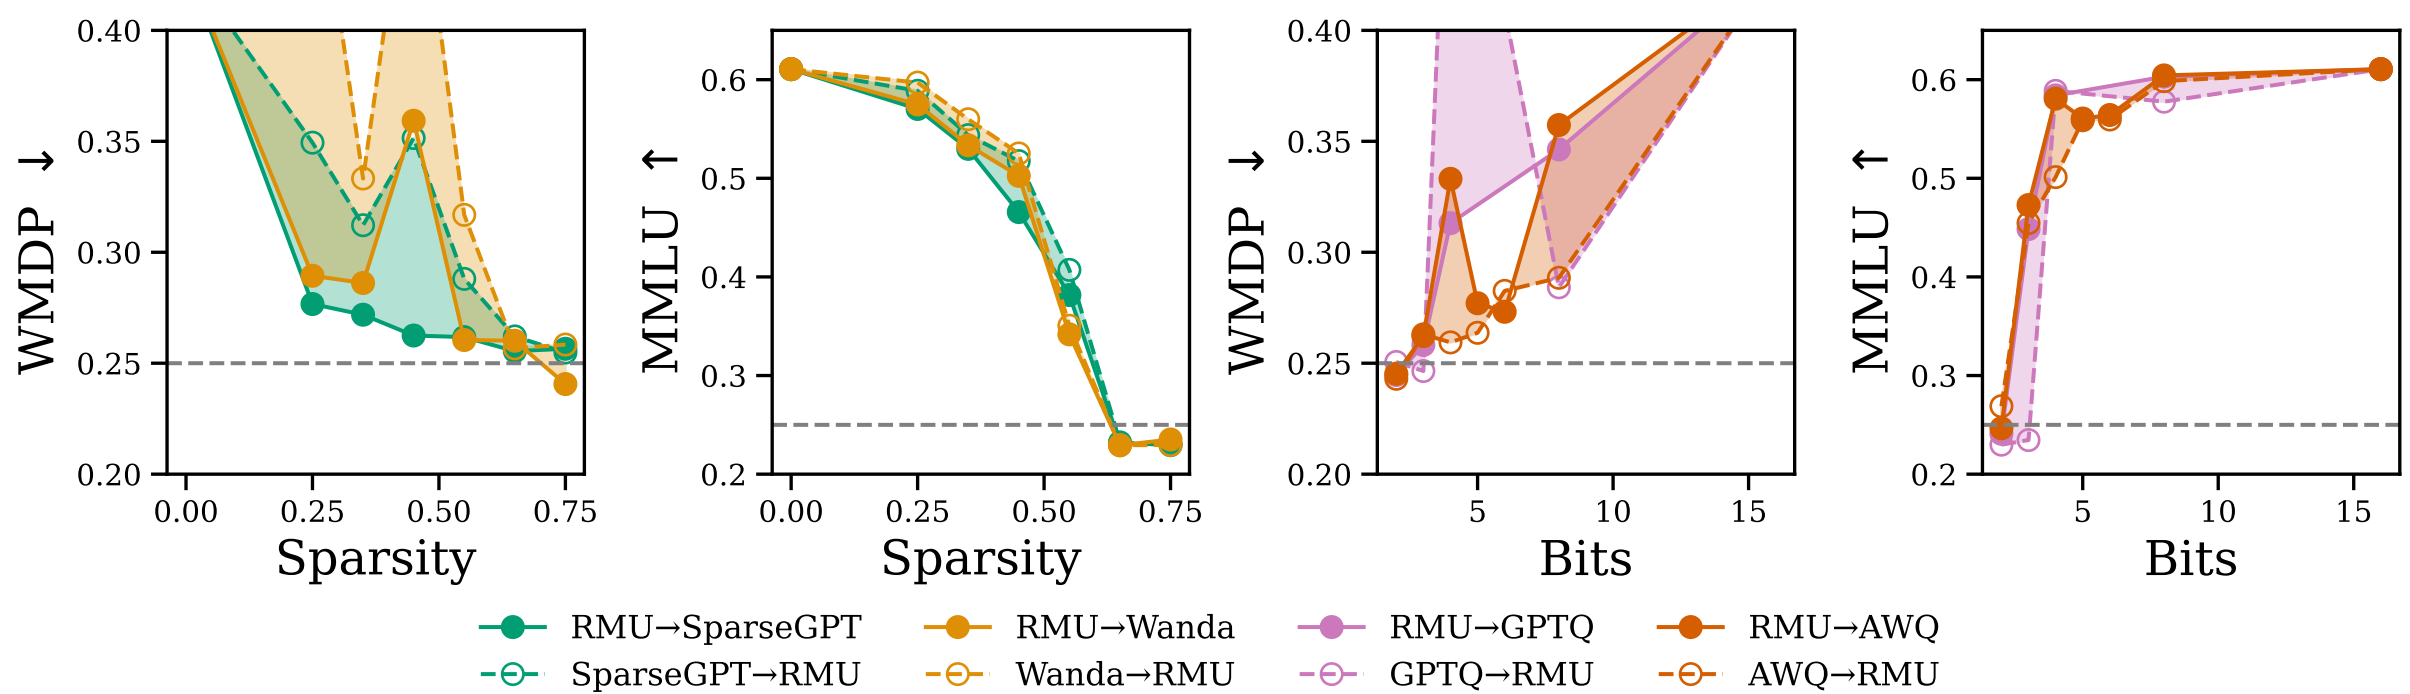 WMDP ↓
0.40
0.35
0.30
0.25
0.20
0.00 0.25 0.50 0.75
Sparsity
MMLU ↑
0.6
0.5
0.4
0.3
0.2
0.00 0.25 0.50 0.75
Sparsity
WMDP ↓
0.40
0.35
0.30
0.25
0.20
5 10 15
Bits
MMLU ↑
0.6
0.5
0.4
0.3
0.2
5 10 15
Bits
RMU→SparseGPT RMU→Wanda RMU→GPTQ RMU→AWQ
SparseGPT→RMU Wanda→RMU GPTQ→RMU AWQ→RMU